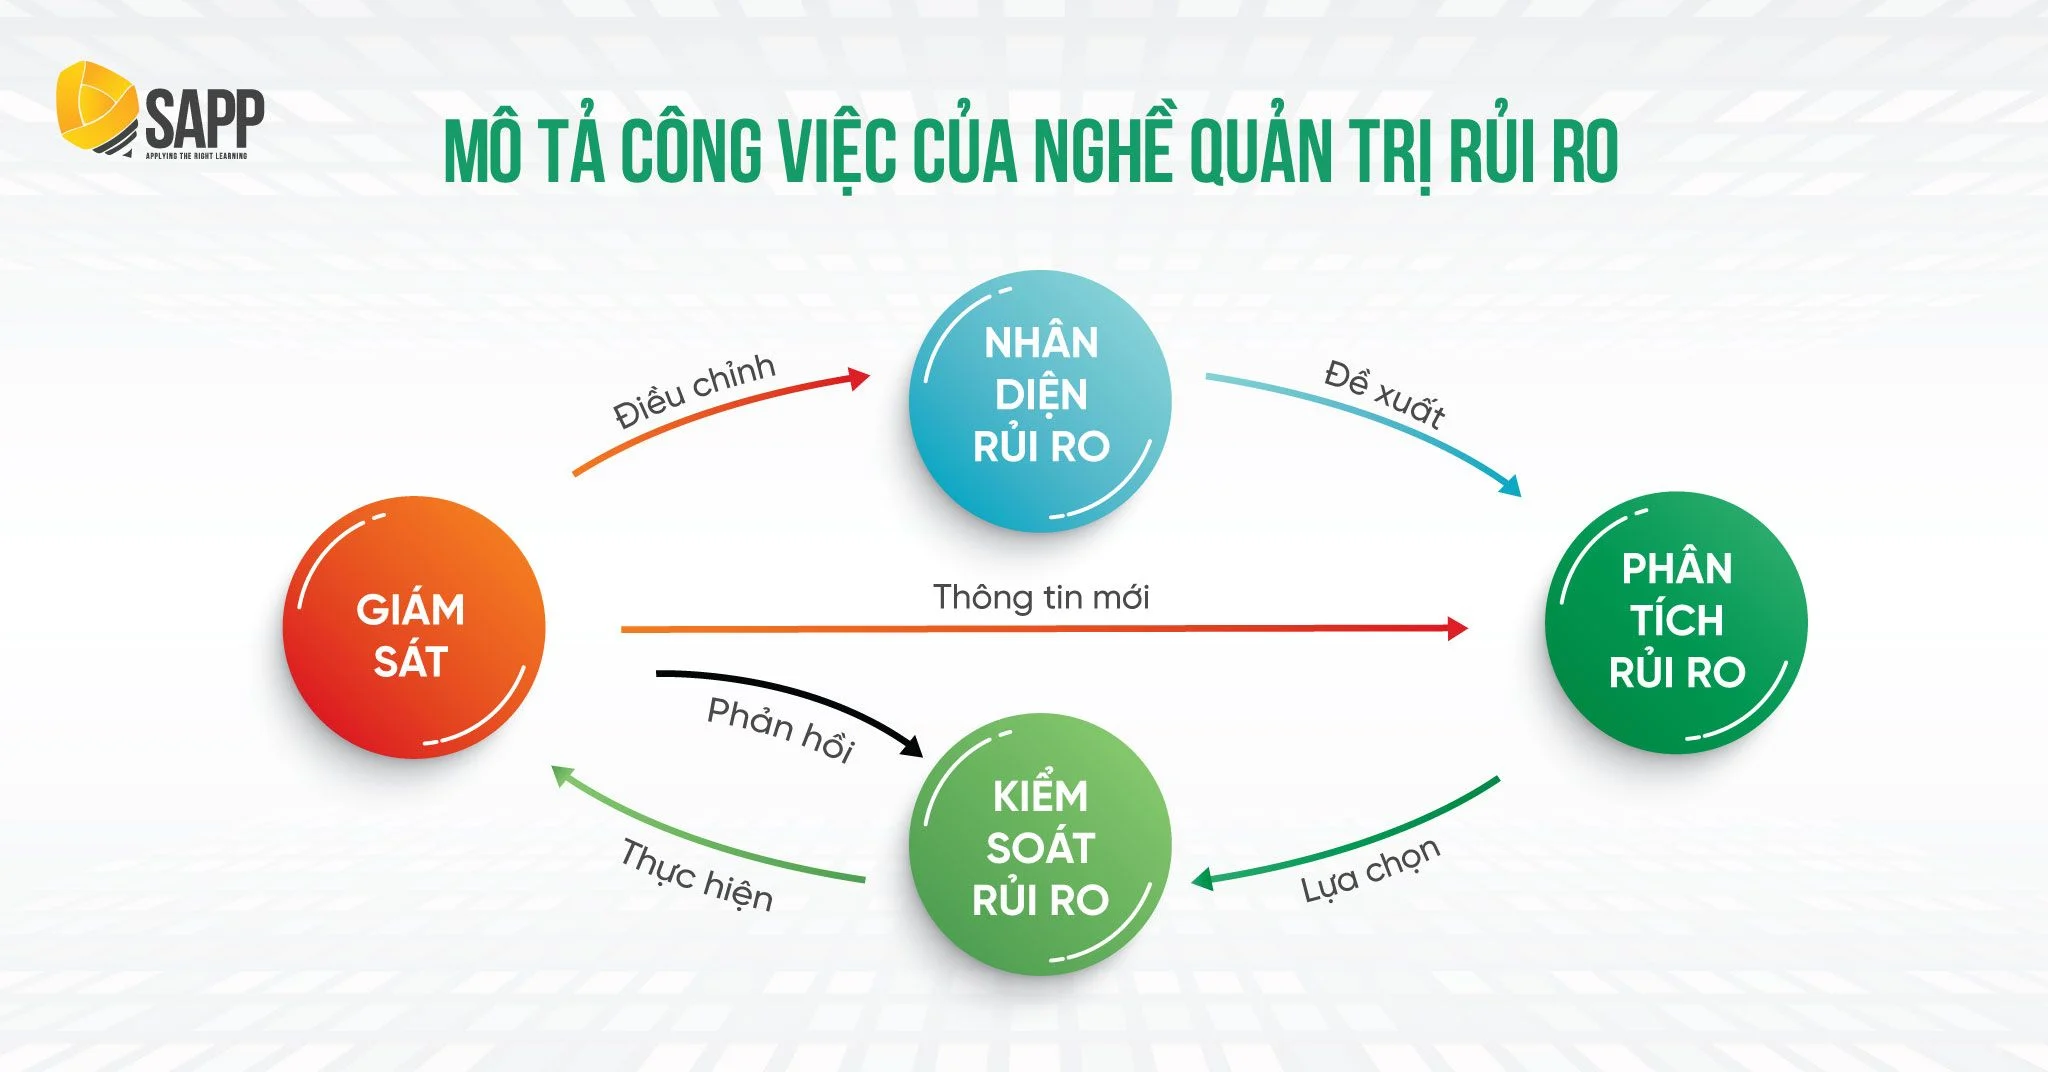 SAPP
APPLYING THE RIGHT LEARNING
MÔ TẢ CÔNG VIỆC CỦA NGHỀ QUẢN TRỊ RỦI RO
NHÂN
DIỆN
RỦI RO
Điều chỉnh
Đề xuất
GIÁM
SÁT
Thông tin mới
PHÂN
TÍCH
RỦI RO
Phản hồi
KIỂM
SOÁT
RỦI RO
Thực hiện
Lựa chọn